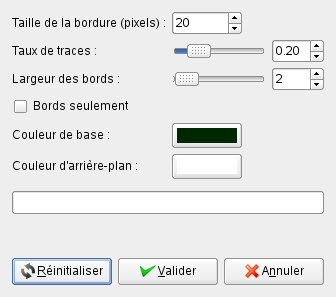 Taille de la bordure (pixels) : 20
Taux de traces : 0.20
Largeur des bords : 2
Bords seulement
Couleur de base :
Couleur d'arrière-plan :
Réinitialiser Valider Annuler